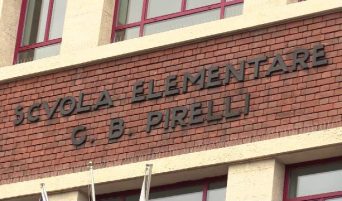 SCVOLA ELEMENTARE
G. B. PIRELLI